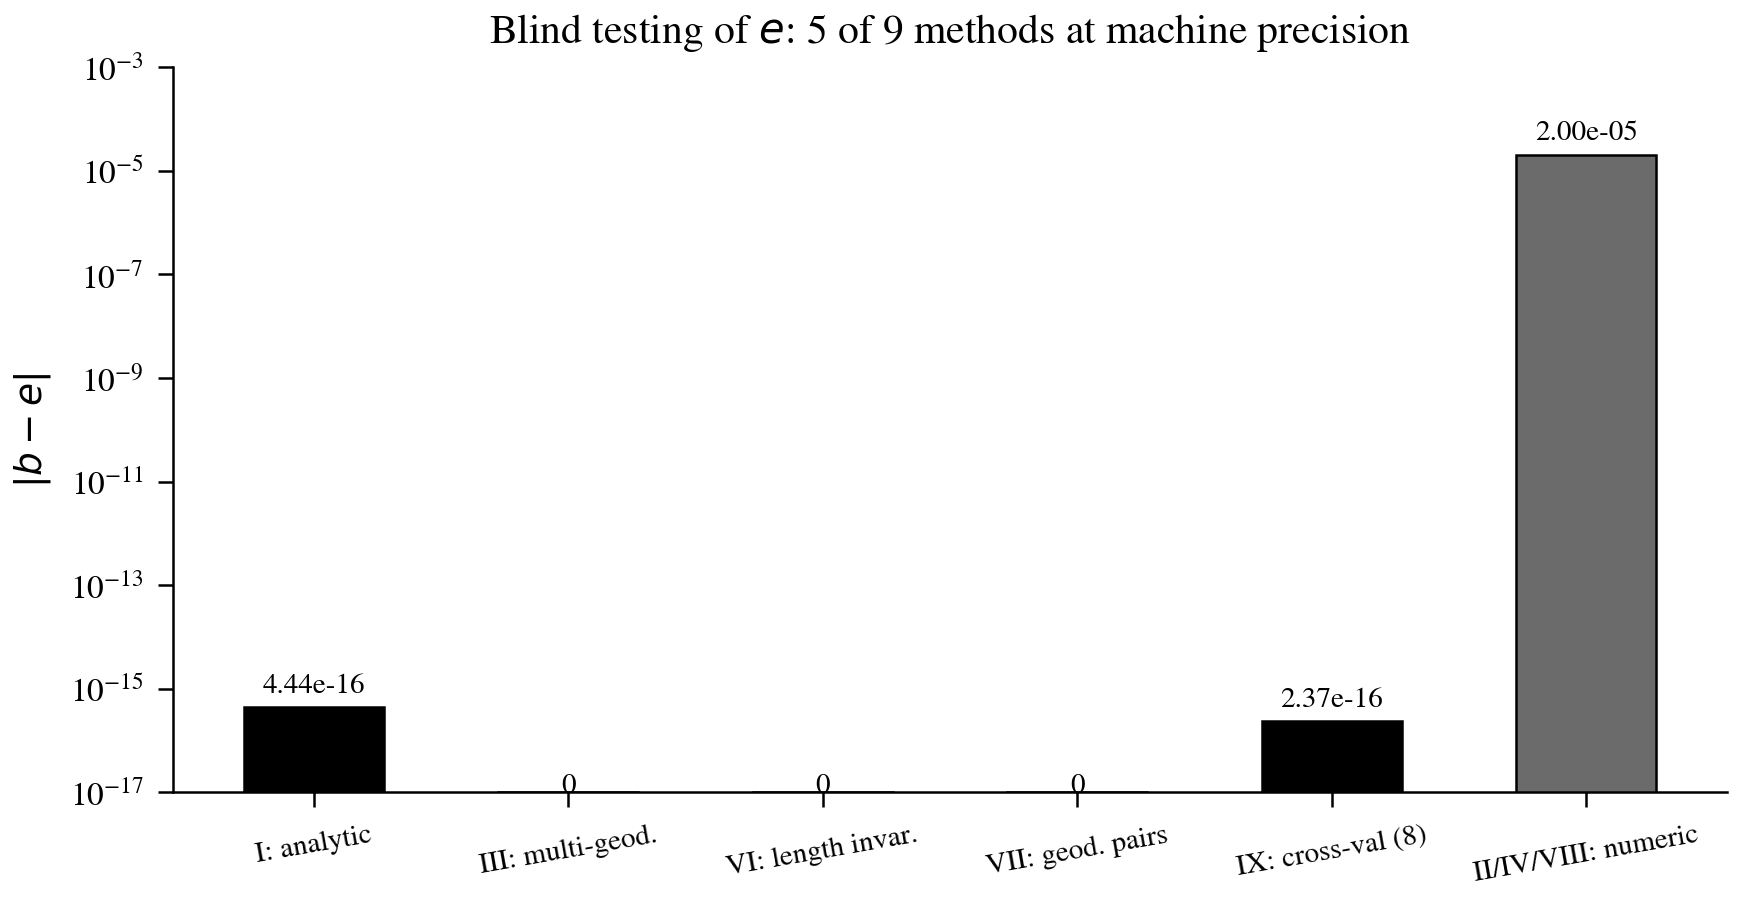 Blind testing of e: 5 of 9 methods at machine precision
10⁻³
10⁻⁵
10⁻⁷
10⁻⁹
10⁻¹¹
10⁻¹³
10⁻¹⁵
10⁻¹⁷
|b − e|
4.44e-16
0
0
0
2.37e-16
2.00e-05
I: analytic
III: multi-geod.
VI: length invar.
VII: geod. pairs
IX: cross-val (8)
II/IV/VIII: numeric